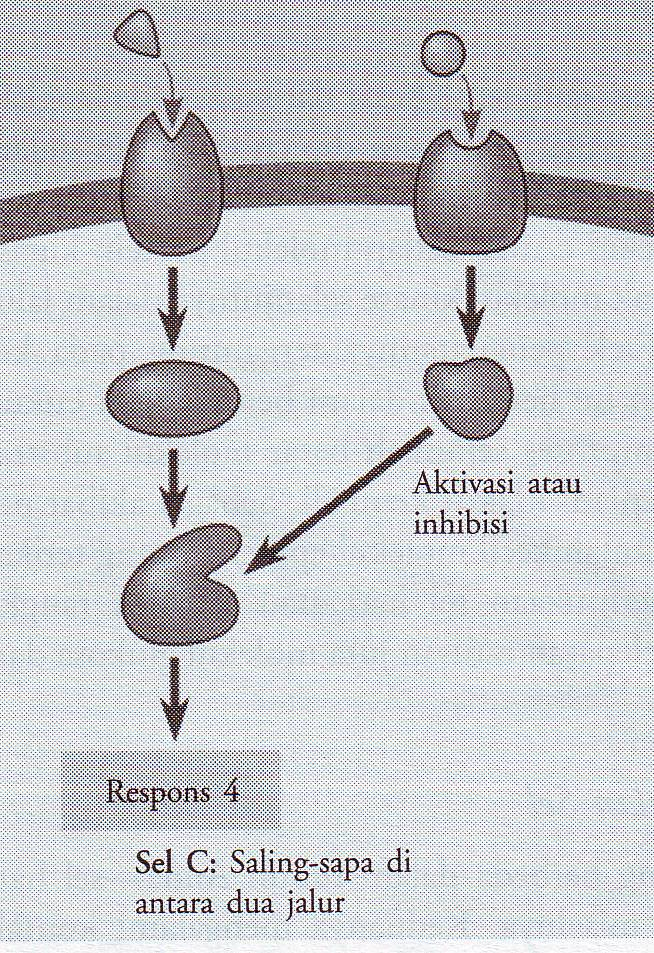 Aktivasi atau
inhibisi
Respons 4
Sel C: Saling-sapa di
antara dua jalur